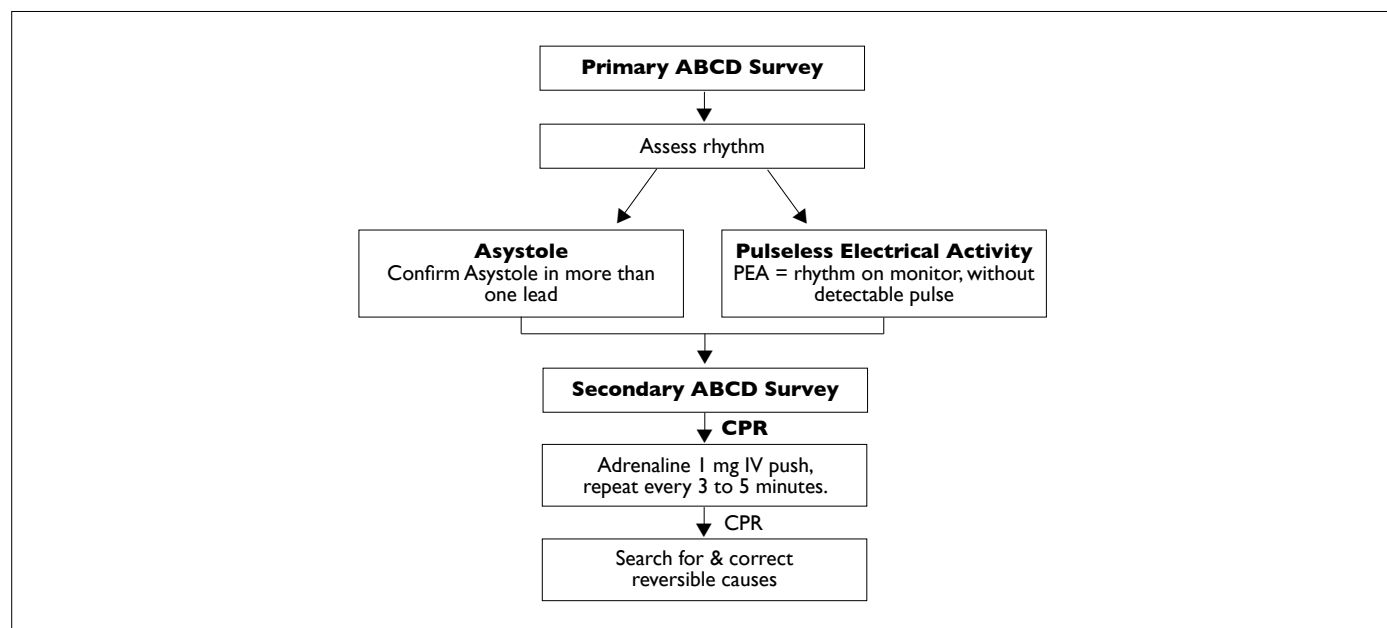 Primary ABCD Survey
Assess rhythm
Asystole
Confirm Asystole in more than
one lead
Pulseless Electrical Activity
PEA = rhythm on monitor, without
detectable pulse
Secondary ABCD Survey
CPR
Adrenaline 1 mg IV push,
repeat every 3 to 5 minutes.
CPR
Search for & correct
reversible causes